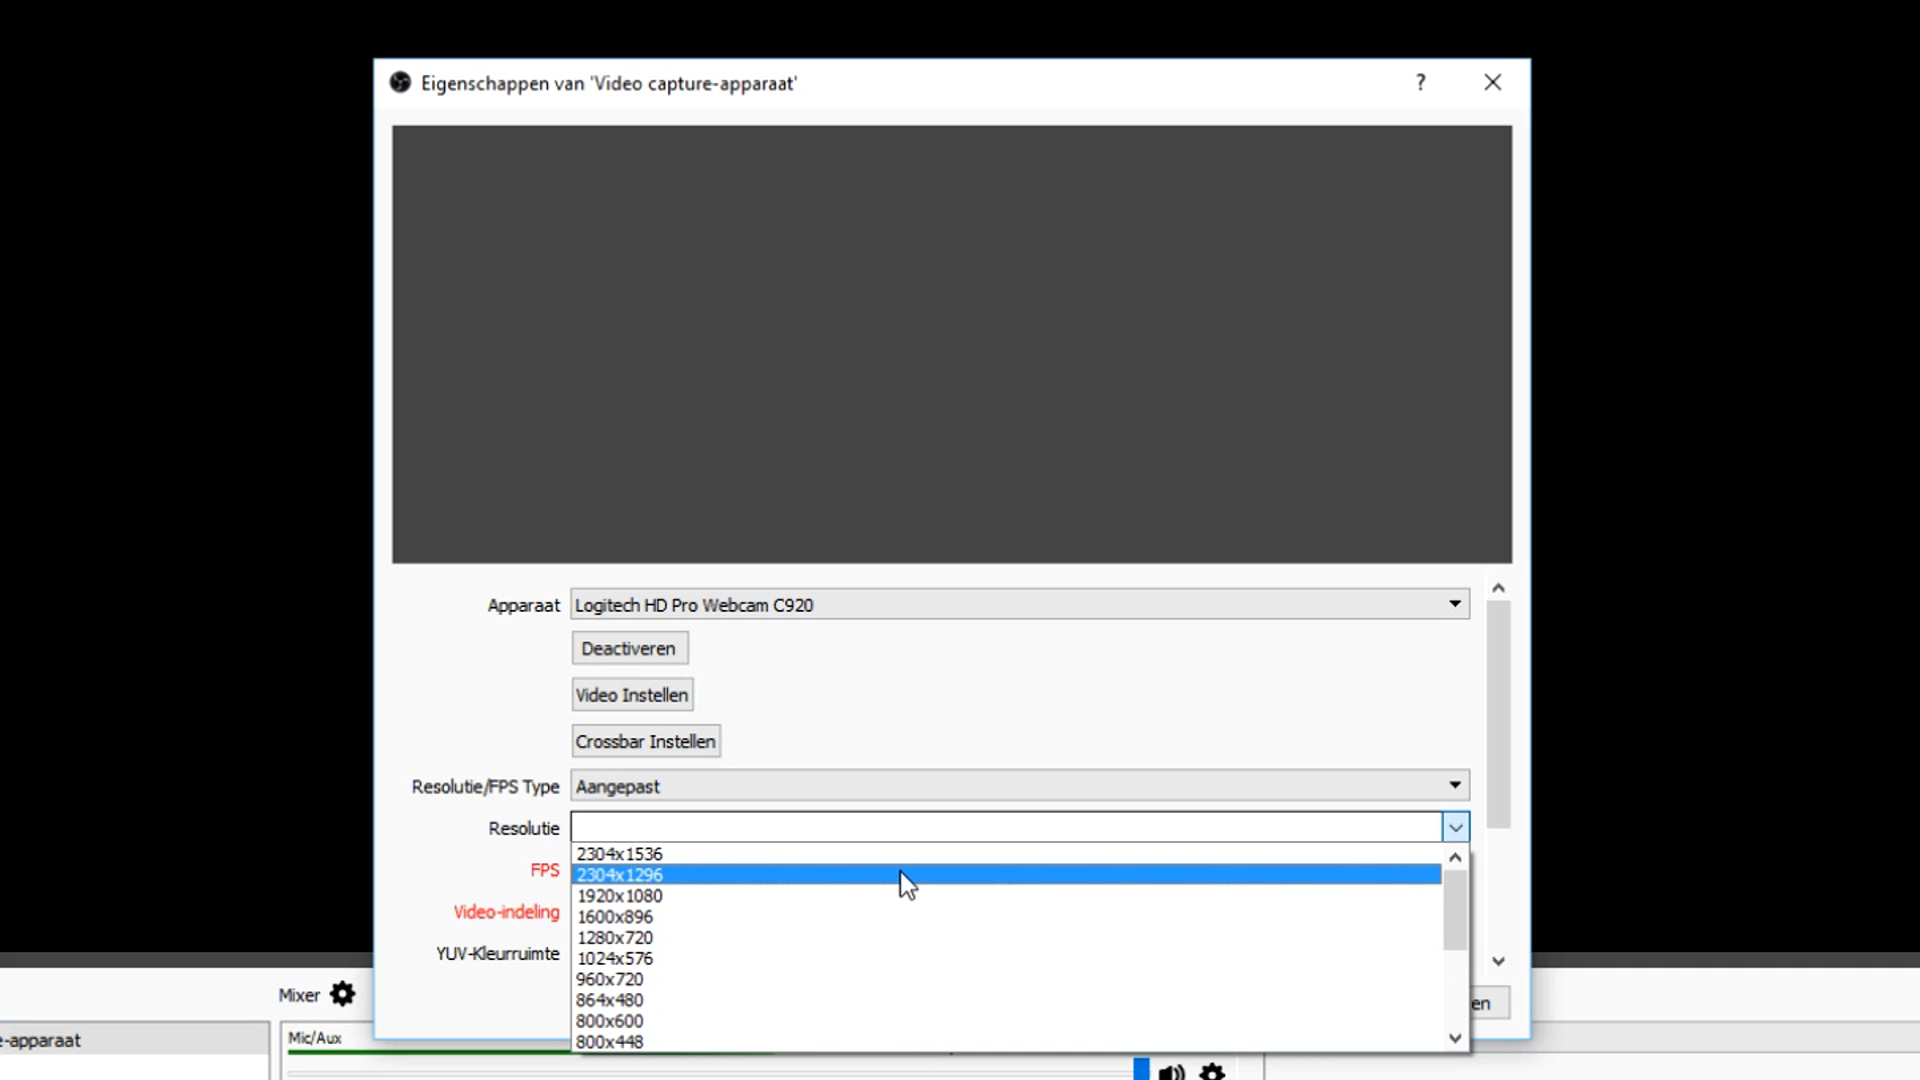 Eigenschappen van 'Video capture-apparaat'
?
Apparaat
Logitech HD Pro Webcam C920
Deactiveren
Video Instellen
Crossbar Instellen
Resolutie/FPS Type
Aangepast
Resolutie
2304x1536
FPS
2304x1296
1920x1080
Video-indeling
1600x896
1280x720
YUV-Kleurruimte
1024x576
960x720
864x480
800x600
800x448
en
Mixer
-apparaat
Mic/Aux